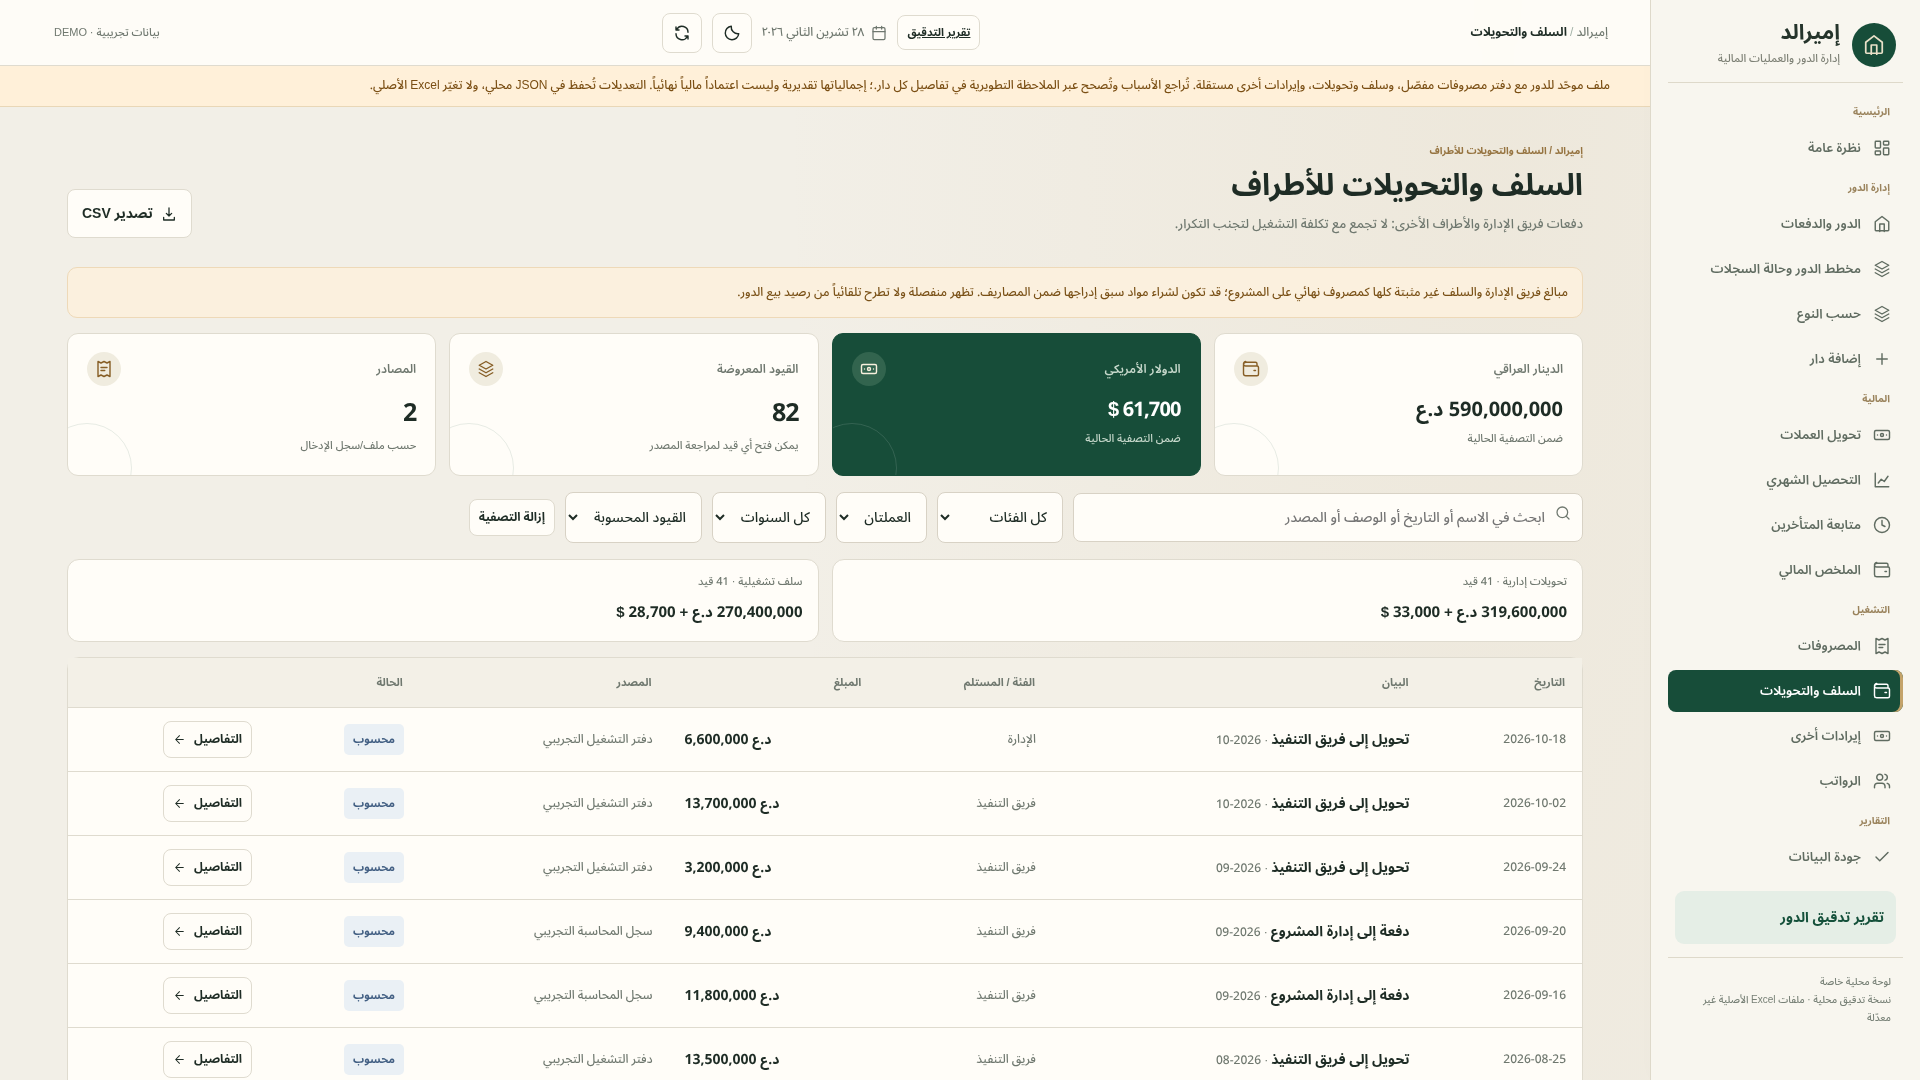 إميرالد
إدارة الدور والعمليات المالية
الرئيسية
نظرة عامة
إدارة الدور
الدور والدفعات
مخطط الدور وحالة السجلات
حسب النوع
إضافة دار
المالية
تحويل العملات
التحصيل الشهري
متابعة المتأخرين
الملخص المالي
التشغيل
المصروفات
السلف والتحويلات
إيرادات أخرى
الرواتب
التقارير
جودة البيانات
تقرير تدقيق الدور
لوحة محلية خاصة
نسخة تدقيق محلية · ملفات Excel الأصلية غير
معدّلة
إميرالد / السلف والتحويلات
تقرير التدقيق
٢٨ تشرين الثاني ٢٠٢٦
بيانات تجريبية · DEMO
ملف موحّد للدور مع دفتر مصروفات مفصّل، وسلف وتحويلات، وإيرادات أخرى مستقلة. تُراجع الأسباب وتُصحح عبر الملاحظة التطويرية في تفاصيل كل دار.؛ إجمالياتها تقديرية وليست اعتماداً مالياً نهائياً. التعديلات تُحفظ في JSON محلي، ولا تغيّر Excel الأصلي.
إميرالد / السلف والتحويلات للأطراف
السلف والتحويلات للأطراف
دفعات فريق الإدارة والأطراف الأخرى: لا تجمع مع تكلفة التشغيل لتجنب التكرار.
تصدير CSV
مبالغ فريق الإدارة والسلف غير مثبتة كلها كمصروف نهائي على المشروع؛ قد تكون لشراء مواد سبق إدراجها ضمن المصاريف. تظهر منفصلة ولا تطرح تلقائياً من رصيد بيع الدور.
الدينار العراقي
590,000,000 د.ع
ضمن التصفية الحالية
الدولار الأمريكي
61,700 $
ضمن التصفية الحالية
القيود المعروضة
82
يمكن فتح أي قيد لمراجعة المصدر
المصادر
2
حسب ملف/سجل الإدخال
ابحث في الاسم أو التاريخ أو الوصف أو المصدر
كل الفئات
العملتان
كل السنوات
القيود المحسوبة
إزالة التصفية
تحويلات إدارية · 41 قيد
319,600,000 د.ع + 33,000 $
سلف تشغيلية · 41 قيد
270,400,000 د.ع + 28,700 $
التاريخ البيان الفئة / المستلم المبلغ المصدر الحالة
2026-10-18 تحويل إلى فريق التنفيذ · 2026-10 الإدارة 6,600,000 د.ع دفتر التشغيل التجريبي محسوب التفاصيل ←
2026-10-02 تحويل إلى فريق التنفيذ · 2026-10 فريق التنفيذ 13,700,000 د.ع دفتر التشغيل التجريبي محسوب التفاصيل ←
2026-09-24 تحويل إلى فريق التنفيذ · 2026-09 فريق التنفيذ 3,200,000 د.ع دفتر التشغيل التجريبي محسوب التفاصيل ←
2026-09-20 دفعة إلى إدارة المشروع · 2026-09 فريق التنفيذ 9,400,000 د.ع سجل المحاسبة التجريبي محسوب التفاصيل ←
2026-09-16 دفعة إلى إدارة المشروع · 2026-09 فريق التنفيذ 11,800,000 د.ع سجل المحاسبة التجريبي محسوب التفاصيل ←
2026-08-25 تحويل إلى فريق التنفيذ · 2026-08 فريق التنفيذ 13,500,000 د.ع دفتر التشغيل التجريبي محسوب التفاصيل ←